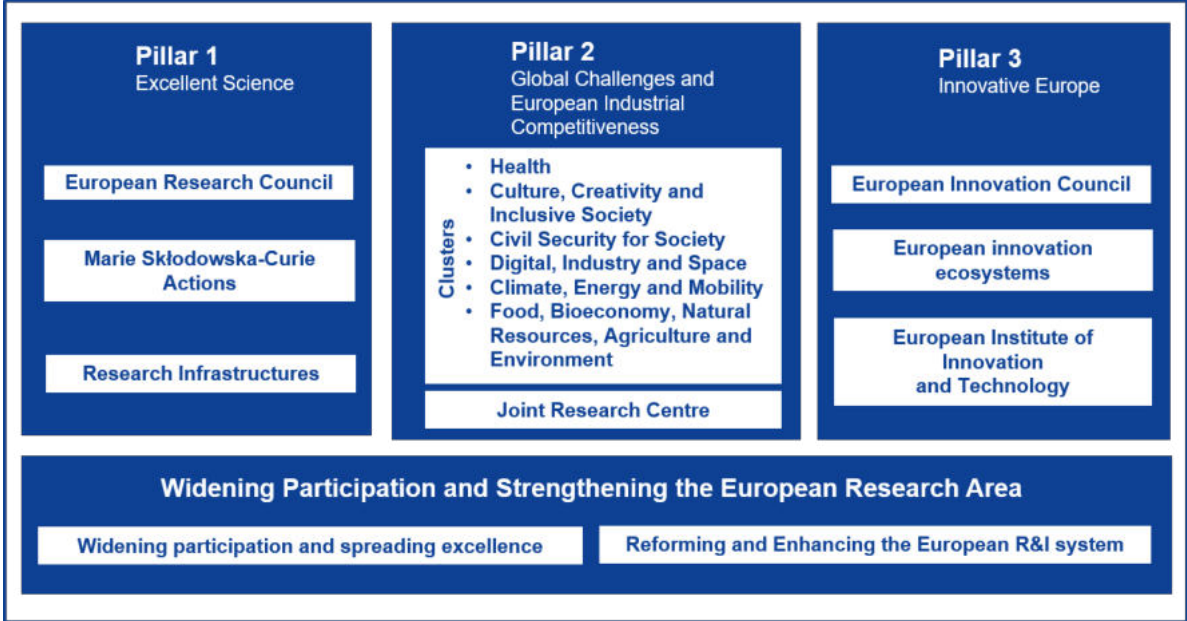 Pillar 1
Excellent Science
European Research Council
Marie Skłodowska-Curie
Actions
Research Infrastructures
Pillar 2
Global Challenges and
European Industrial
Competitiveness
Clusters
• Health
• Culture, Creativity and
Inclusive Society
• Civil Security for Society
• Digital, Industry and Space
• Climate, Energy and Mobility
• Food, Bioeconomy, Natural
Resources, Agriculture and
Environment
Joint Research Centre
Pillar 3
Innovative Europe
European Innovation Council
European innovation
ecosystems
European Institute of
Innovation
and Technology
Widening Participation and Strengthening the European Research Area
Widening participation and spreading excellence
Reforming and Enhancing the European R&I system